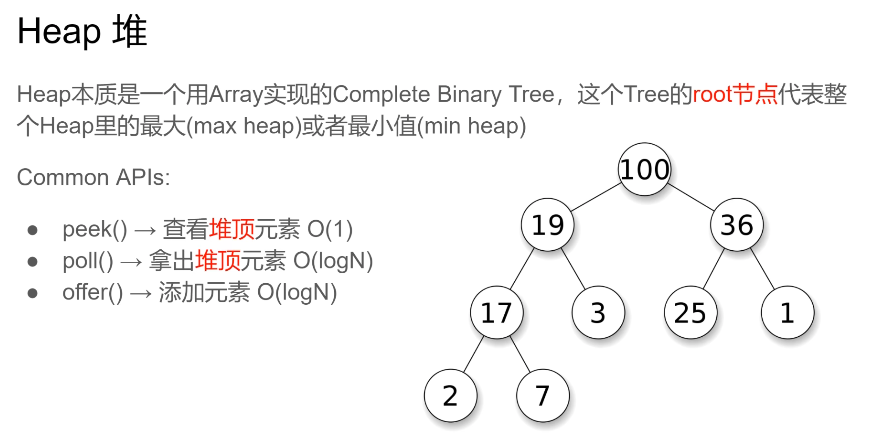 Heap 堆
Heap本质是一个用Array实现的Complete Binary Tree，这个Tree的root节点代表整
个Heap里的最大(max heap)或者最小值(min heap)
Common APIs:
● peek() → 查看堆顶元素 O(1)
● poll() → 拿出堆顶元素 O(logN)
● offer() → 添加元素 O(logN)
100
19 36
17 3 25 1
2 7